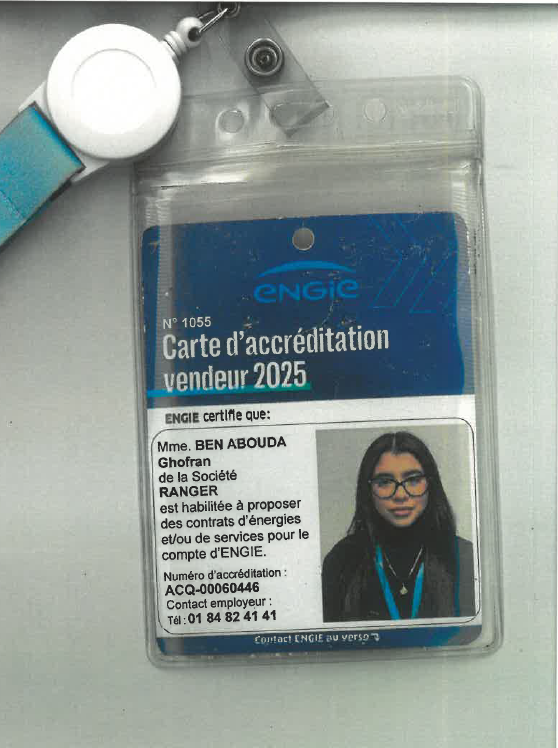 ENGIE
N° 1055
Carte d'accréditation
vendeur 2025
ENGIE certifie que:
Mme. BEN ABOUDA
Ghofran
de la Société
RANGER
est habilitée à proposer
des contrats d'énergies
et/ou de services pour le
compte d'ENGIE.
Numéro d'accréditation :
ACQ-00060446
Contact employeur :
Tél : 01 84 82 41 41
Contact ENGIE au verso